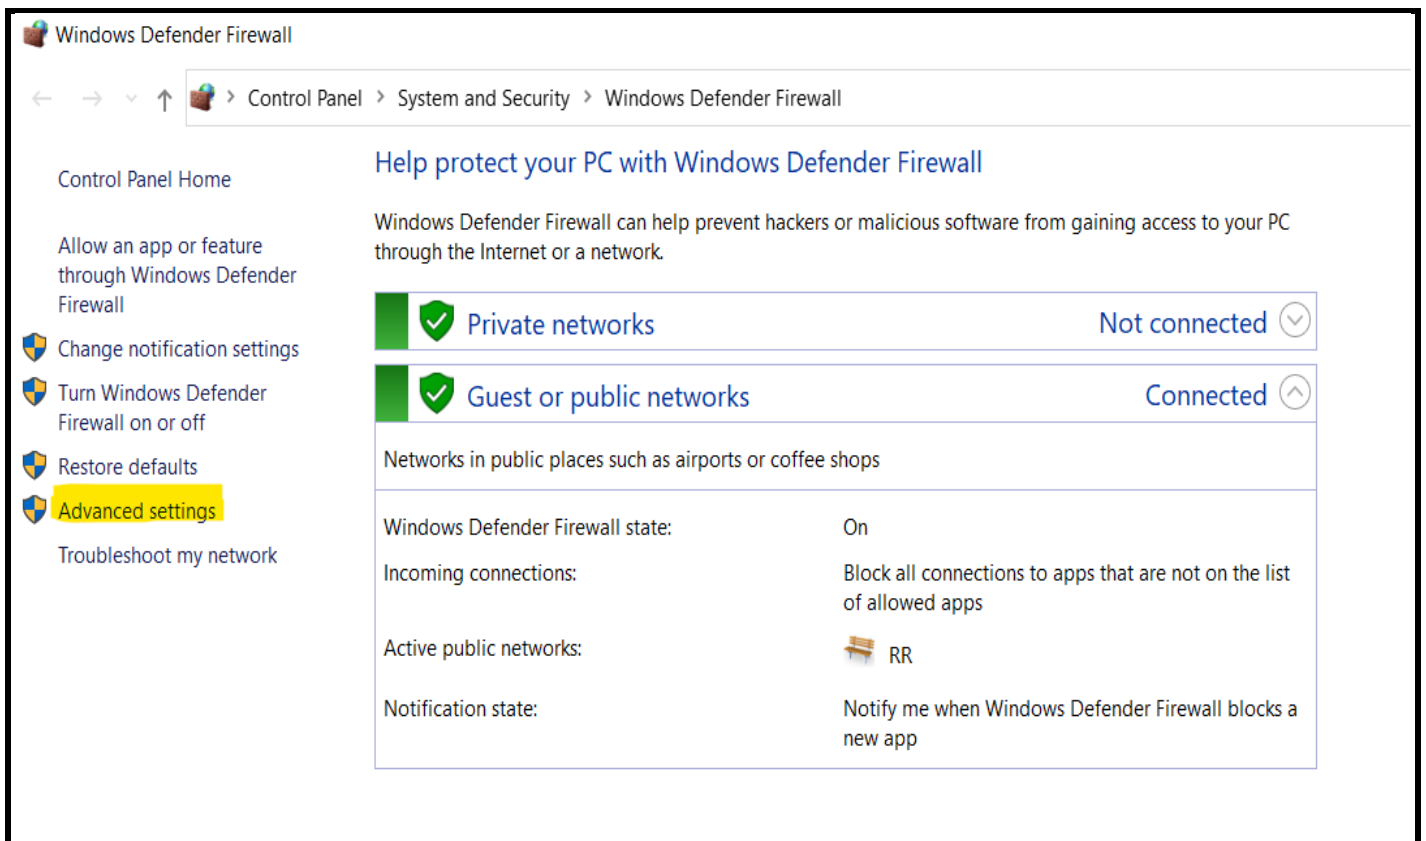 Windows Defender Firewall
Control Panel > System and Security > Windows Defender Firewall
Control Panel Home
Allow an app or feature
through Windows Defender
Firewall
Change notification settings
Turn Windows Defender
Firewall on or off
Restore defaults
Advanced settings
Troubleshoot my network
Help protect your PC with Windows Defender Firewall
Windows Defender Firewall can help prevent hackers or malicious software from gaining access to your PC
through the Internet or a network.
Private networks Not connected
Guest or public networks Connected
Networks in public places such as airports or coffee shops
Windows Defender Firewall state: On
Incoming connections: Block all connections to apps that are not on the list
of allowed apps
Active public networks: RR
Notification state: Notify me when Windows Defender Firewall blocks a
new app